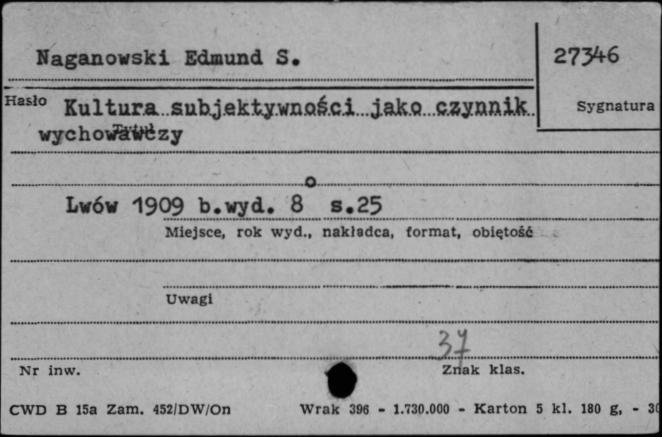 Naganowski Edmund S.
27346
Hasło
Kultura subjektywności jako czynnik
Sygnatura
Tytuł
wychowawczy
Lwów 1909 b.wyd. 8° s.25
Miejsce, rok wyd., nakładca, format, obiętość
Uwagi
37
Nr inw.
Znak klas.
CWD B 15a Zam. 452/DW/On Wrak 396 - 1.730.000 - Karton 5 kl. 180 g, - 30